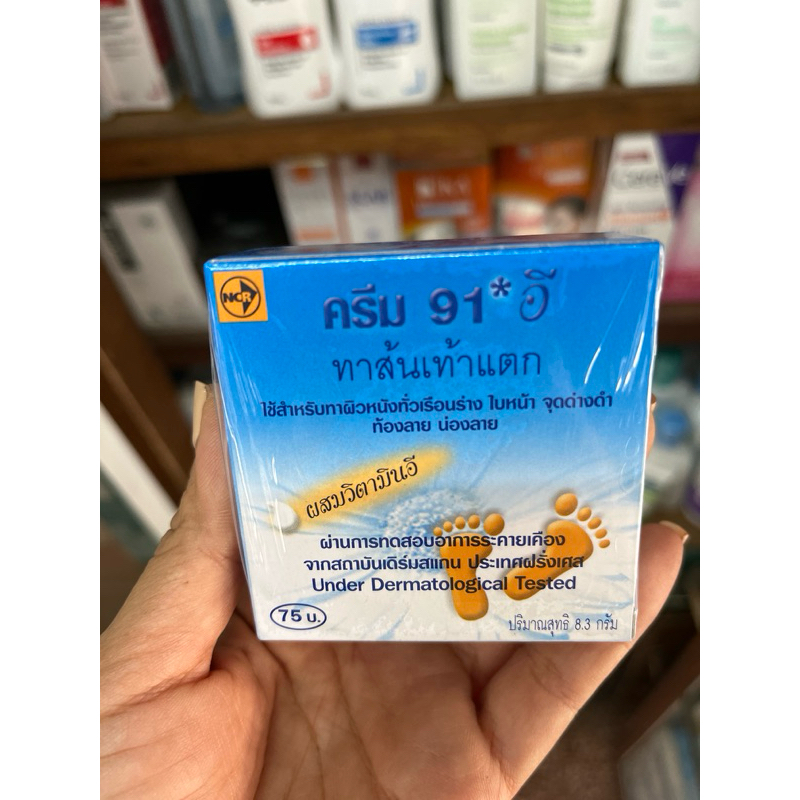 NCR
ครีม 91* อี
ทาส้นเท้าแตก
ใช้สำหรับทาผิวหนังทั่วเรือนร่าง ใบหน้า จุดด่างดำ
ท้องลาย น่องลาย
ผสมวิตามินอี
ผ่านการทดสอบอาการระคายเคือง
จากสถาบันเดิร์มสแกน ประเทศฝรั่งเศส
Under Dermatological Tested
75 บ.
ปริมาณสุทธิ 8.3 กรัม